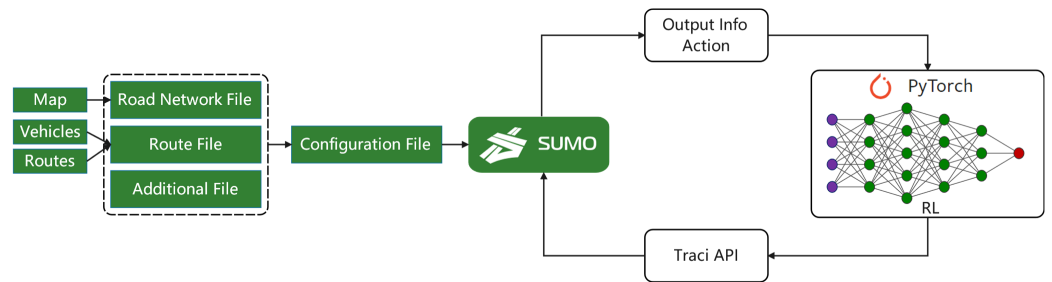 Map
Vehicles
Routes
Road Network File
Route File
Additional File
Configuration File
SUMO
Output Info
Action
PyTorch
RL
Traci API